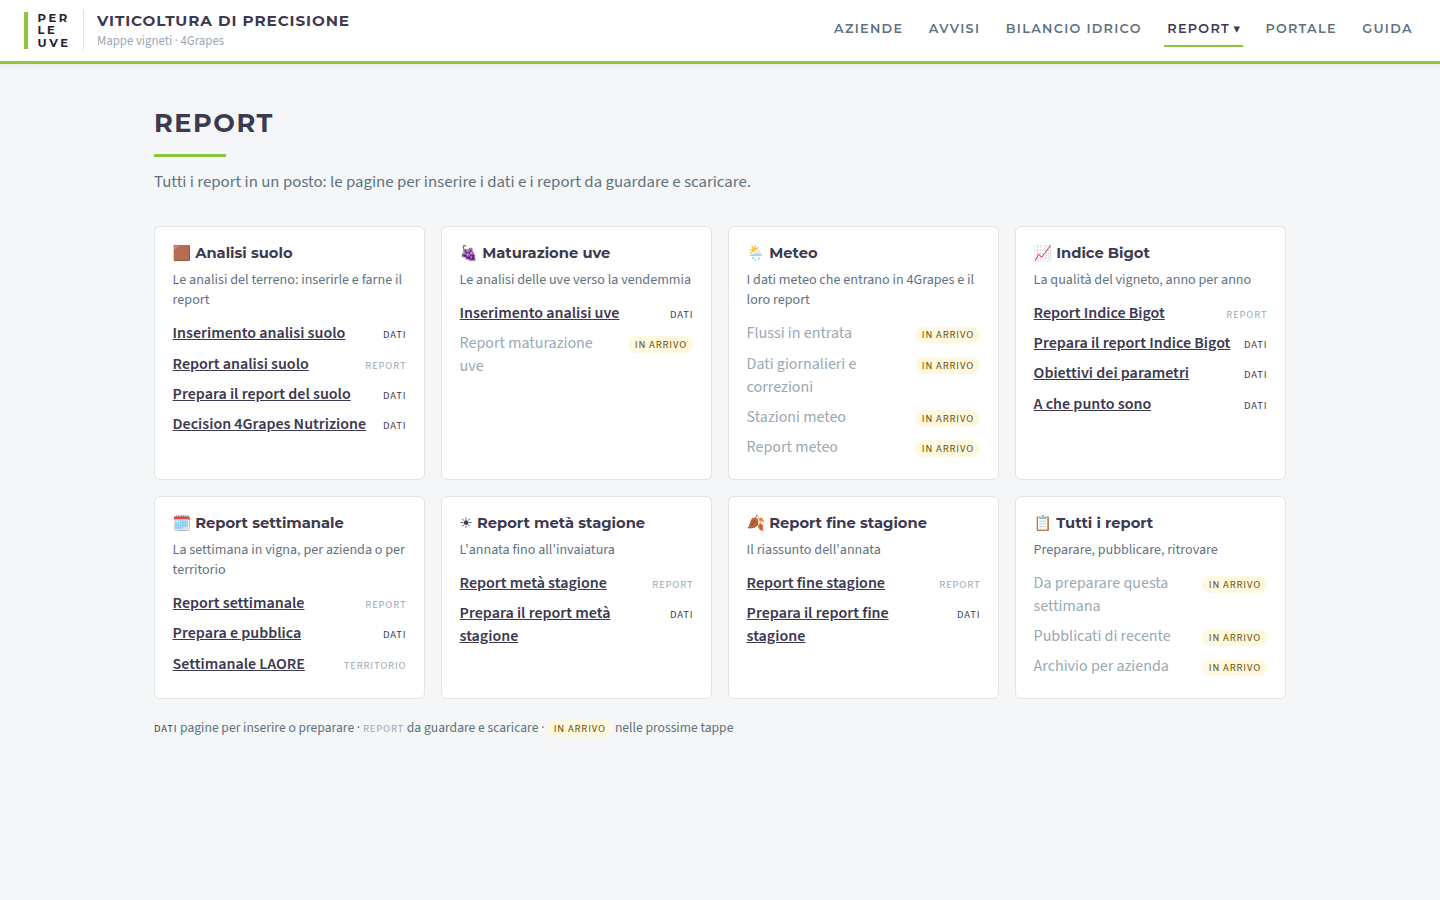 PER
LE
UVE
VITICOLTURA DI PRECISIONE
Mappe vigneti · 4Grapes
AZIENDE
AVVISI
BILANCIO IDRICO
REPORT ▾
PORTALE
GUIDA
REPORT
Tutti i report in un posto: le pagine per inserire i dati e i report da guardare e scaricare.
Analisi suolo
Le analisi del terreno: inserirle e farne il
report
Inserimento analisi suolo DATI
Report analisi suolo REPORT
Prepara il report del suolo DATI
Decision 4Grapes Nutrizione DATI
Maturazione uve
Le analisi delle uve verso la vendemmia
Inserimento analisi uve DATI
Report maturazione IN ARRIVO
uve
Meteo
I dati meteo che entrano in 4Grapes e il
loro report
Flussi in entrata IN ARRIVO
Dati giornalieri e IN ARRIVO
correzioni
Stazioni meteo IN ARRIVO
Report meteo IN ARRIVO
Indice Bigot
La qualità del vigneto, anno per anno
Report Indice Bigot REPORT
Prepara il report Indice Bigot DATI
Obiettivi dei parametri DATI
A che punto sono DATI
Report settimanale
La settimana in vigna, per azienda o per
territorio
Report settimanale REPORT
Prepara e pubblica DATI
Settimanale LAORE TERRITORIO
Report metà stagione
L'annata fino all'invaiatura
Report metà stagione REPORT
Prepara il report metà DATI
stagione
Report fine stagione
Il riassunto dell'annata
Report fine stagione REPORT
Prepara il report fine DATI
stagione
Tutti i report
Preparare, pubblicare, ritrovare
Da preparare questa IN ARRIVO
settimana
Pubblicati di recente IN ARRIVO
Archivio per azienda IN ARRIVO
DATI pagine per inserire o preparare · REPORT da guardare e scaricare · IN ARRIVO nelle prossime tappe